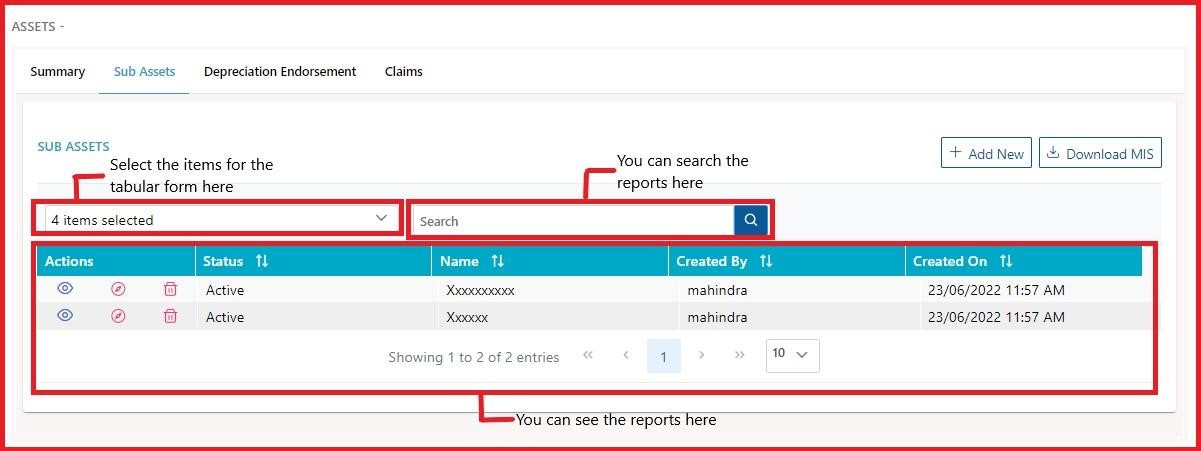 ASSETS -
Summary Sub Assets Depreciation Endorsement Claims
SUB ASSETS
Select the items for the
tabular form here
You can search the
reports here
Add New Download MIS
4 items selected
Search
Actions Status Name Created By Created On
Active Xxxxxxxxxx mahindra 23/06/2022 11:57 AM
Active Xxxxxx mahindra 23/06/2022 11:57 AM
Showing 1 to 2 of 2 entries << < 1 > >> 10
You can see the reports here